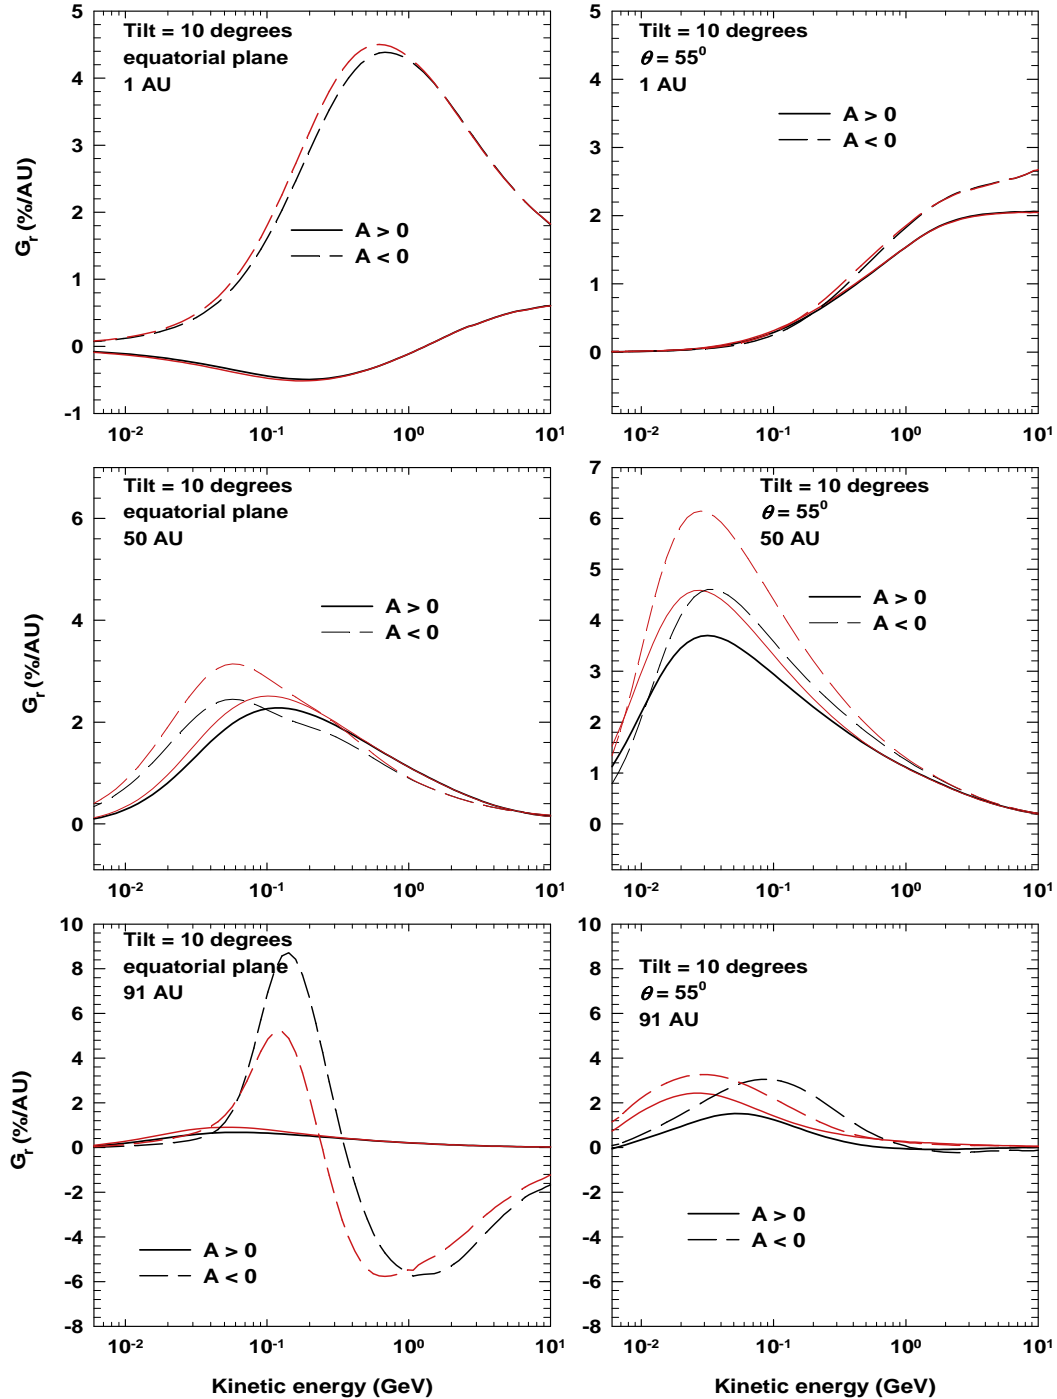 5
4
3
2
1
0
-1
G_r (%/AU)
Tilt = 10 degrees
equatorial plane
1 AU
A > 0
A < 0
10^-2
10^-1
10^0
10^1
5
4
3
2
1
0
Tilt = 10 degrees
θ = 55^0
1 AU
A > 0
A < 0
10^-2
10^-1
10^0
10^1
6
4
2
0
G_r (%/AU)
Tilt = 10 degrees
equatorial plane
50 AU
A > 0
A < 0
10^-2
10^-1
10^0
10^1
7
6
5
4
3
2
1
0
Tilt = 10 degrees
θ = 55^0
50 AU
A > 0
A < 0
10^-2
10^-1
10^0
10^1
10
8
6
4
2
0
-2
-4
-6
-8
G_r (%/AU)
Tilt = 10 degrees
equatorial plane
91 AU
A > 0
A < 0
10^-2
10^-1
10^0
10^1
Kinetic energy (GeV)
10
8
6
4
2
0
-2
-4
-6
-8
Tilt = 10 degrees
θ = 55^0
91 AU
A > 0
A < 0
10^-2
10^-1
10^0
10^1
Kinetic energy (GeV)